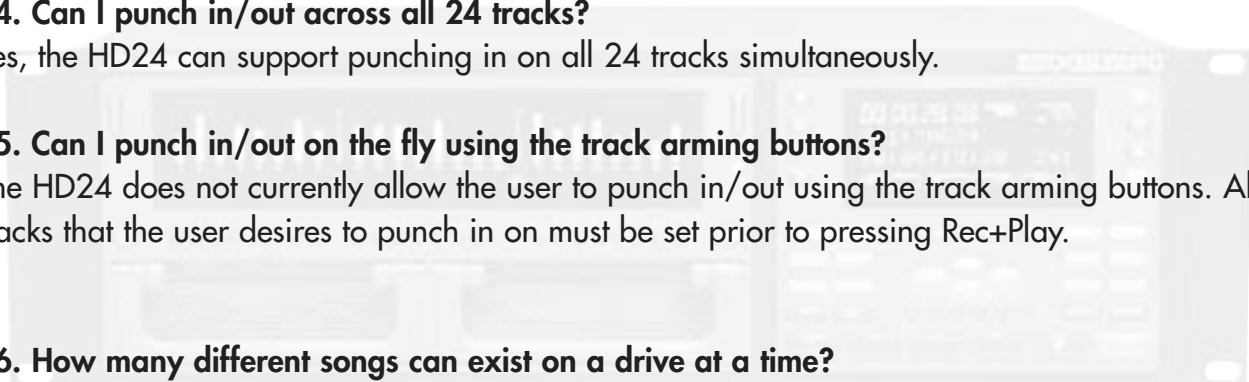 4. Can I punch in/out across all 24 tracks?
es, the HD24 can support punching in on all 24 tracks simultaneously.
5. Can I punch in/out on the fly using the track arming buttons?
he HD24 does not currently allow the user to punch in/out using the track arming buttons. Al
acks that the user desires to punch in on must be set prior to pressing Rec+Play.
6. How many different songs can exist on a drive at a time?